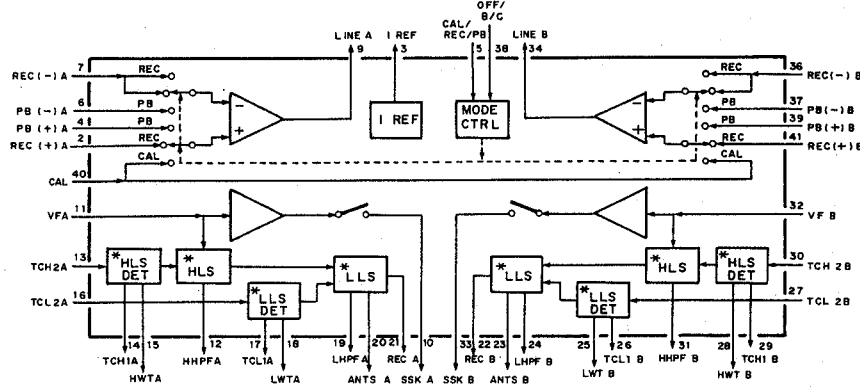 OFF/
B/C
CAL/
REC/PB
LINE A I REF LINE B
9 3 5 38 34
7 REC 36
REC(-)A REC REC(-)B
6 PB PB 37
PB(-)A PB(-)B
4 PB PB 39
PB(+)A PB(+)B
2 REC REC 41
REC(+)A REC(+)B
40 CAL CAL
CAL
- +
I REF
MODE
CTRL
- +
11 32
VFA VF B
13 30
TCH2A TCH 2B
*HLS
DET
*HLS
*LLS
*LLS
*HLS
*HLS
DET
16 27
TCL2A TCL 2B
*LLS
DET
*LLS
DET
14 15 12 17 18 19 20 21 10 33 22 23 24 25 26 31 28 29
TCH1A HHPFA TCL1A LHPFA REC A REC B LHPF B TCL1 B HHPF B TCH1 B
HWTA LWTA ANTS A SSK A SSK B ANTS B LWT B HWT B